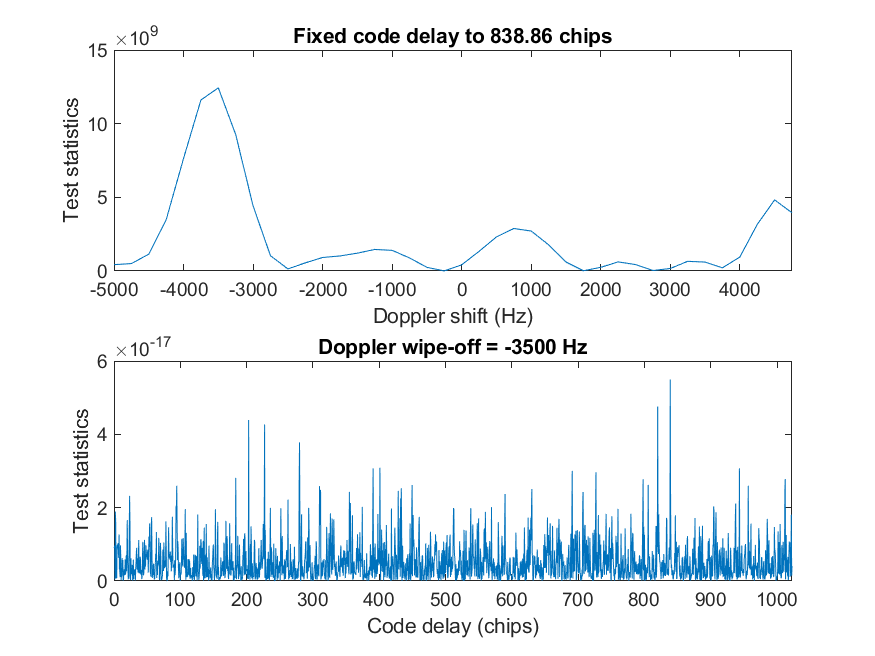 Fixed code delay to 838.86 chips
×10^9
15
10
5
0
Test statistics
-5000 -4000 -3000 -2000 -1000 0 1000 2000 3000 4000
Doppler shift (Hz)
Doppler wipe-off = -3500 Hz
×10^-17
6
4
2
0
Test statistics
0 100 200 300 400 500 600 700 800 900 1000
Code delay (chips)